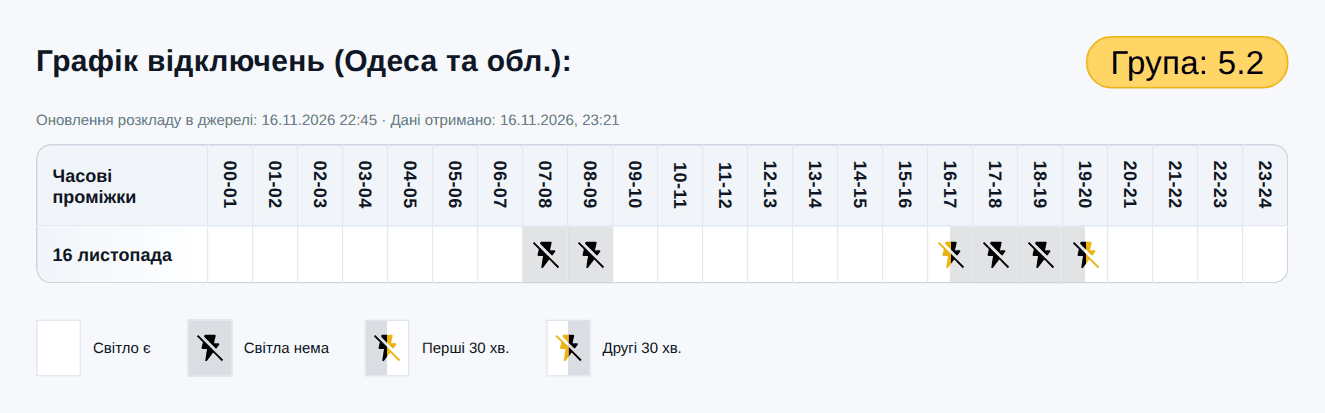 Графік відключень (Одеса та обл.):
Група: 5.2
Оновлення розкладу в джерелі: 16.11.2026 22:45 · Дані отримано: 16.11.2026, 23:21
Часові
проміжки
00-01 01-02 02-03 03-04 04-05 05-06 06-07 07-08 08-09 09-10 10-11 11-12 12-13 13-14 14-15 15-16 16-17 17-18 18-19 19-20 20-21 21-22 22-23 23-24
16 листопада
Світло є Світла нема Перші 30 хв. Другі 30 хв.